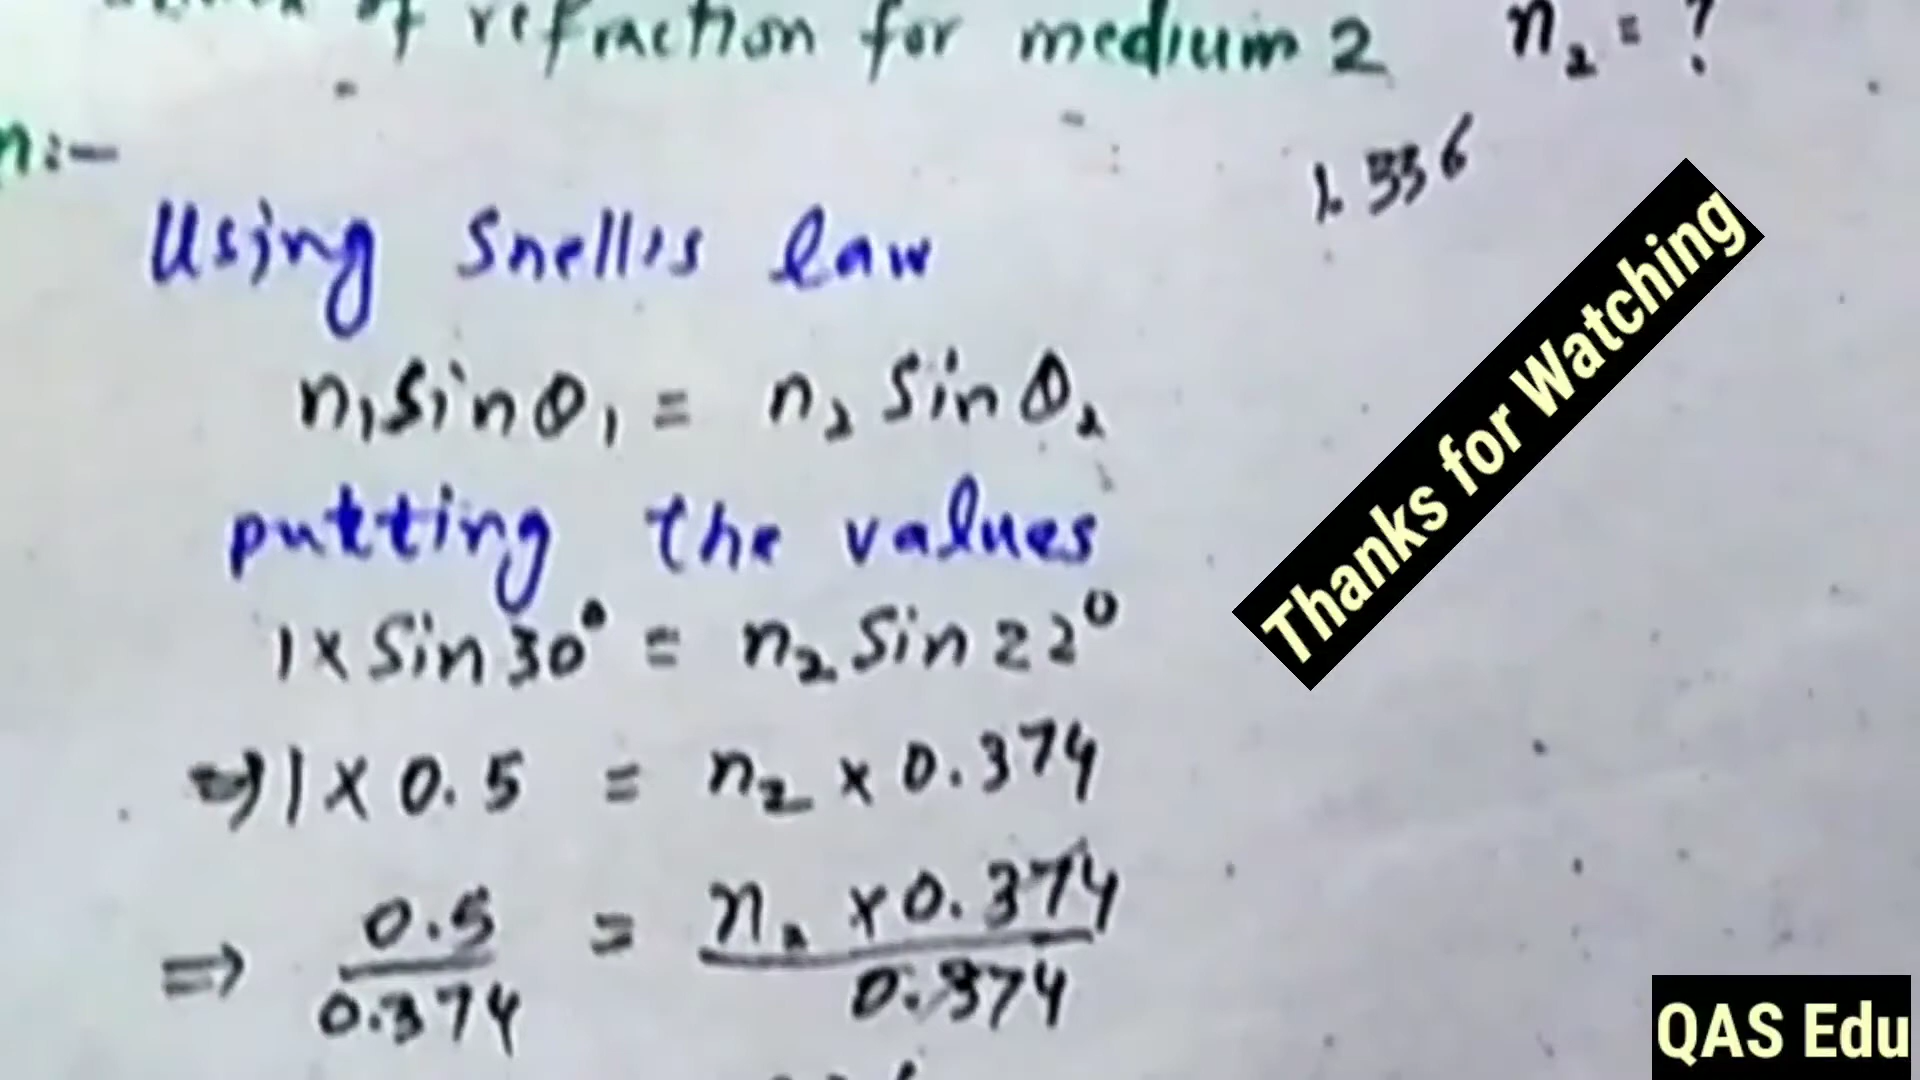 of refraction for medium 2 n₂ = ?
n:-
1.336
Using Snell's law
n₁ Sin θ₁ = n₂ Sin θ₂
putting the values
1 x Sin 30° = n₂ Sin 22°
⇒ 1 x 0.5 = n₂ x 0.374
⇒ 0.5/0.374 = n₂ x 0.374/0.374
Thanks for Watching
QAS Edu